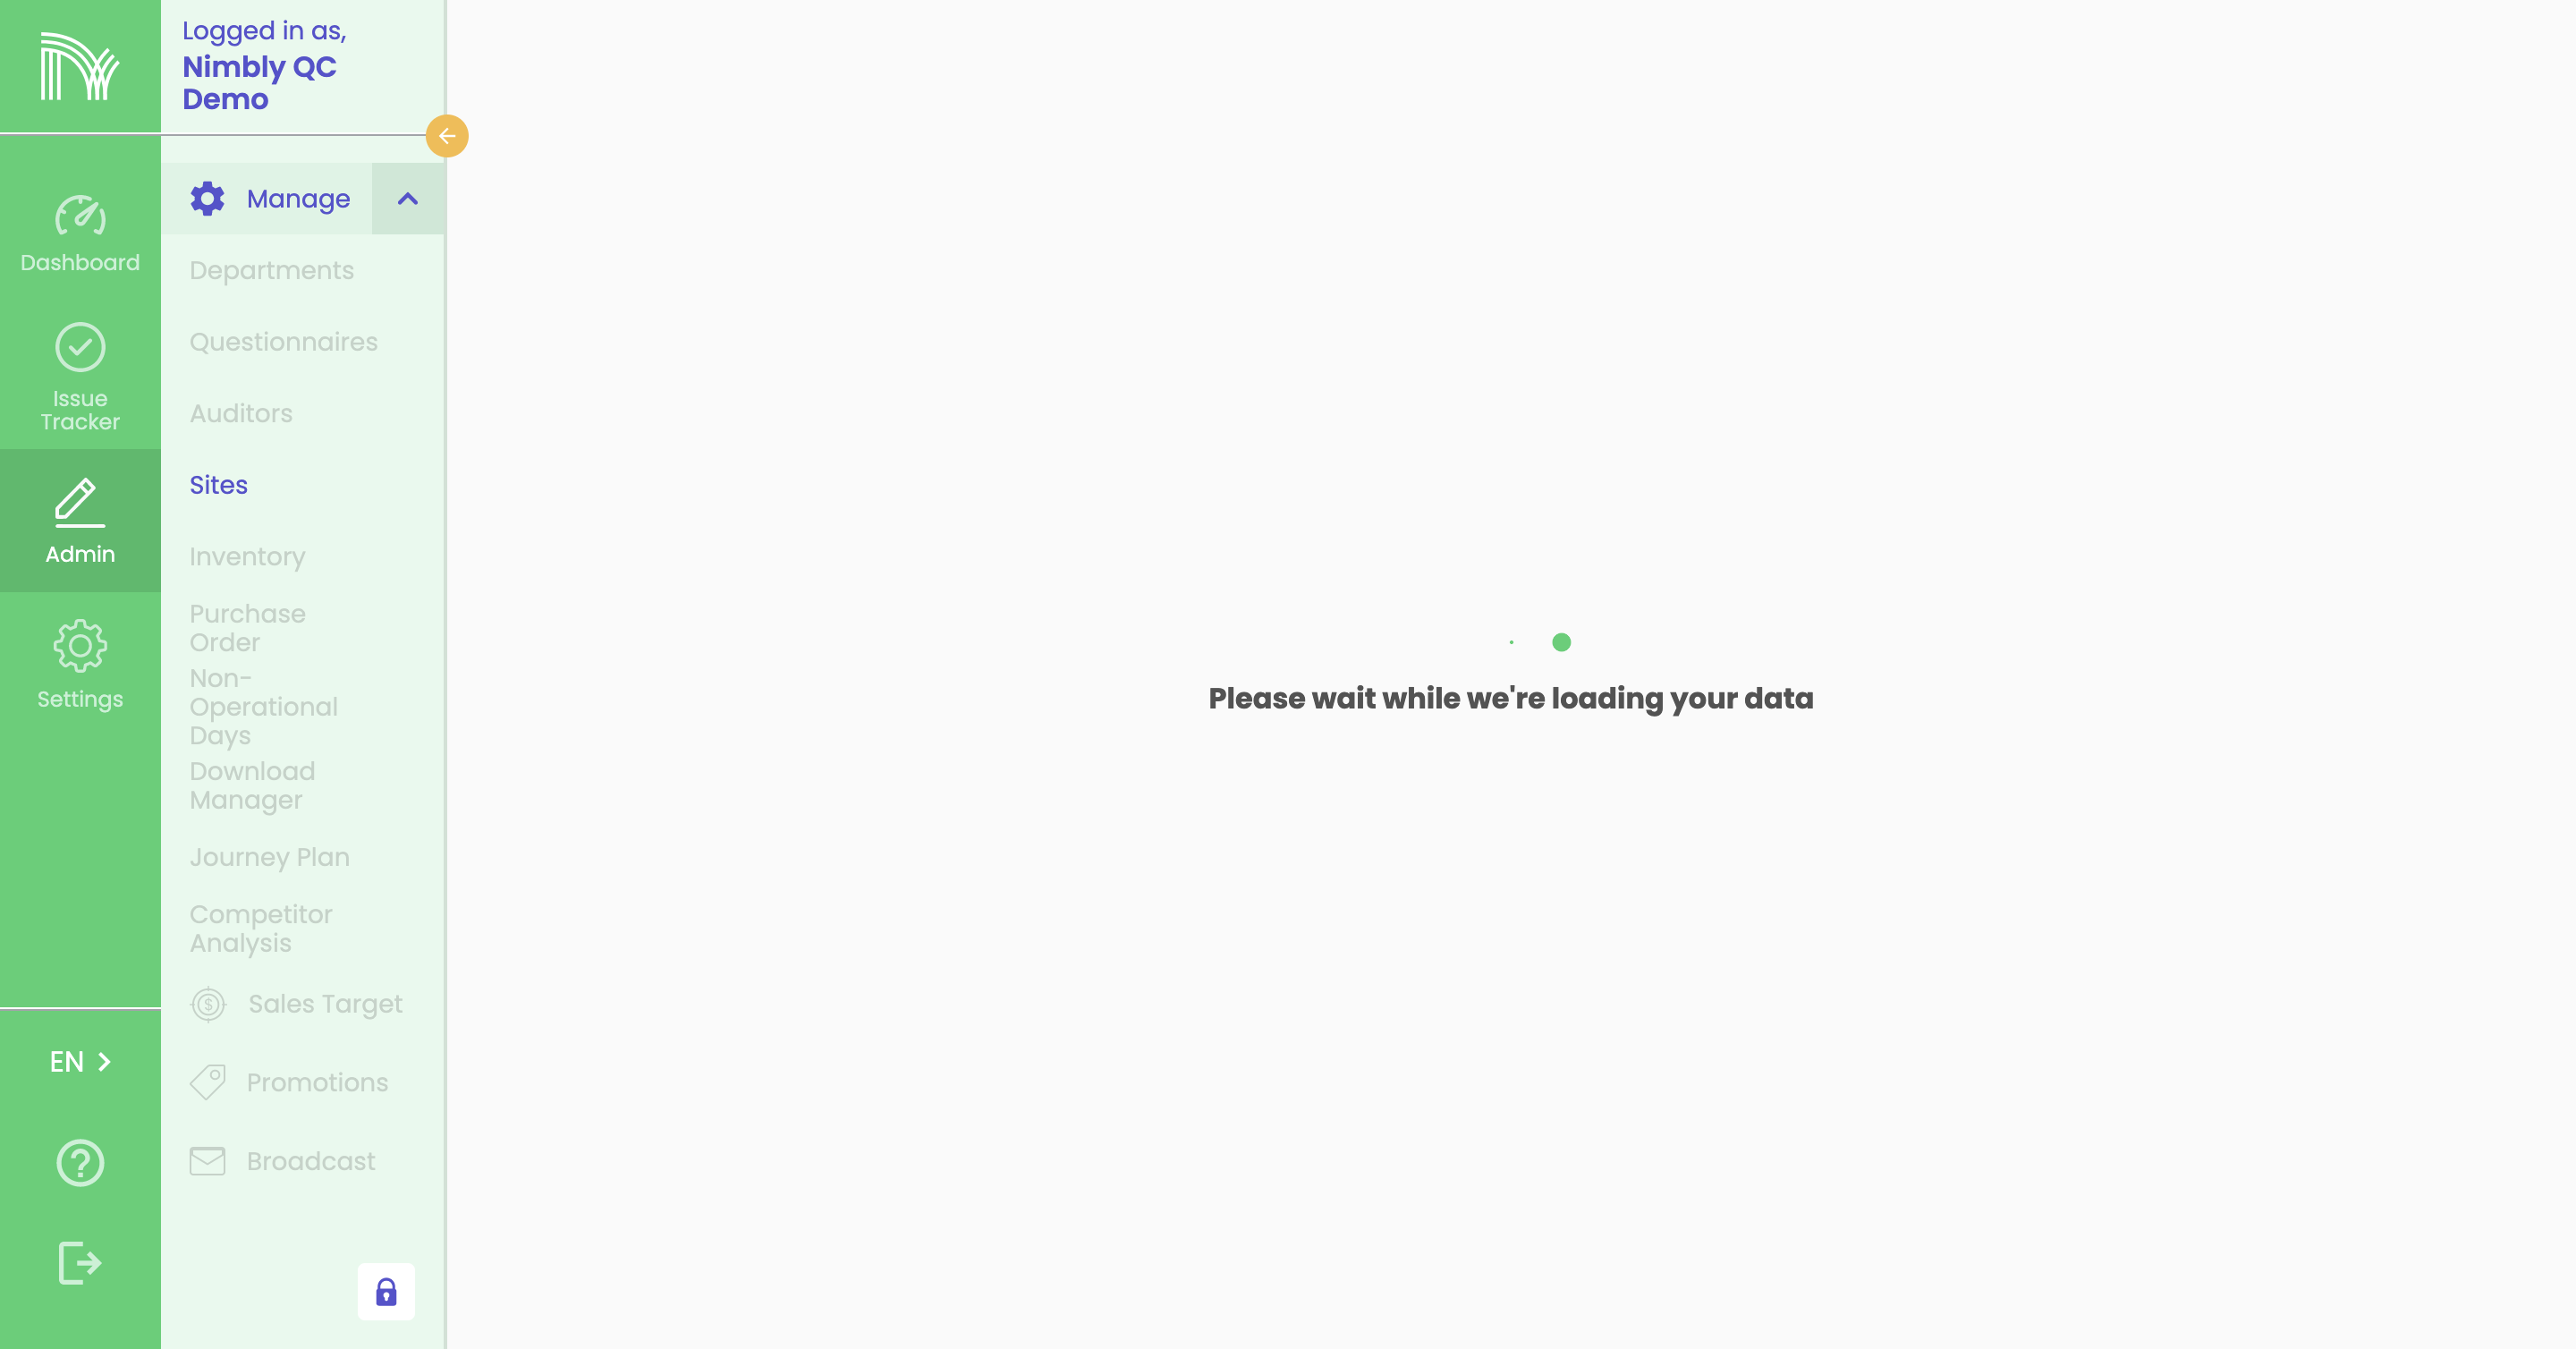 Logged in as,
Nimbly QC
Demo
Dashboard
Issue
Tracker
Admin
Settings
EN
Manage
Departments
Questionnaires
Auditors
Sites
Inventory
Purchase
Order
Non-
Operational
Days
Download
Manager
Journey Plan
Competitor
Analysis
Sales Target
Promotions
Broadcast
Please wait while we're loading your data